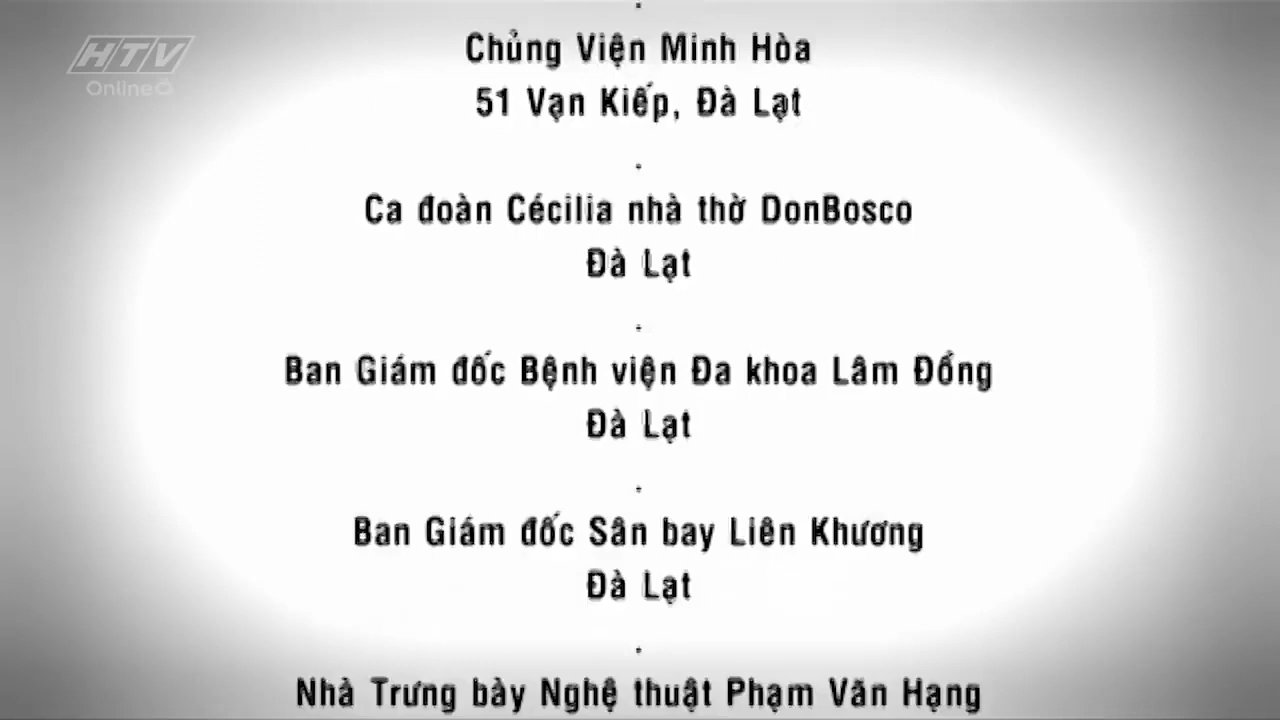 HTV
Online
Chủng Viện Minh Hòa
51 Vạn Kiếp, Đà Lạt
Ca đoàn Cécilia nhà thờ DonBosco
Đà Lạt
Ban Giám đốc Bệnh viện Đa khoa Lâm Đồng
Đà Lạt
Ban Giám đốc Sân bay Liên Khương
Đà Lạt
Nhà Trưng bày Nghệ thuật Phạm Văn Hạng